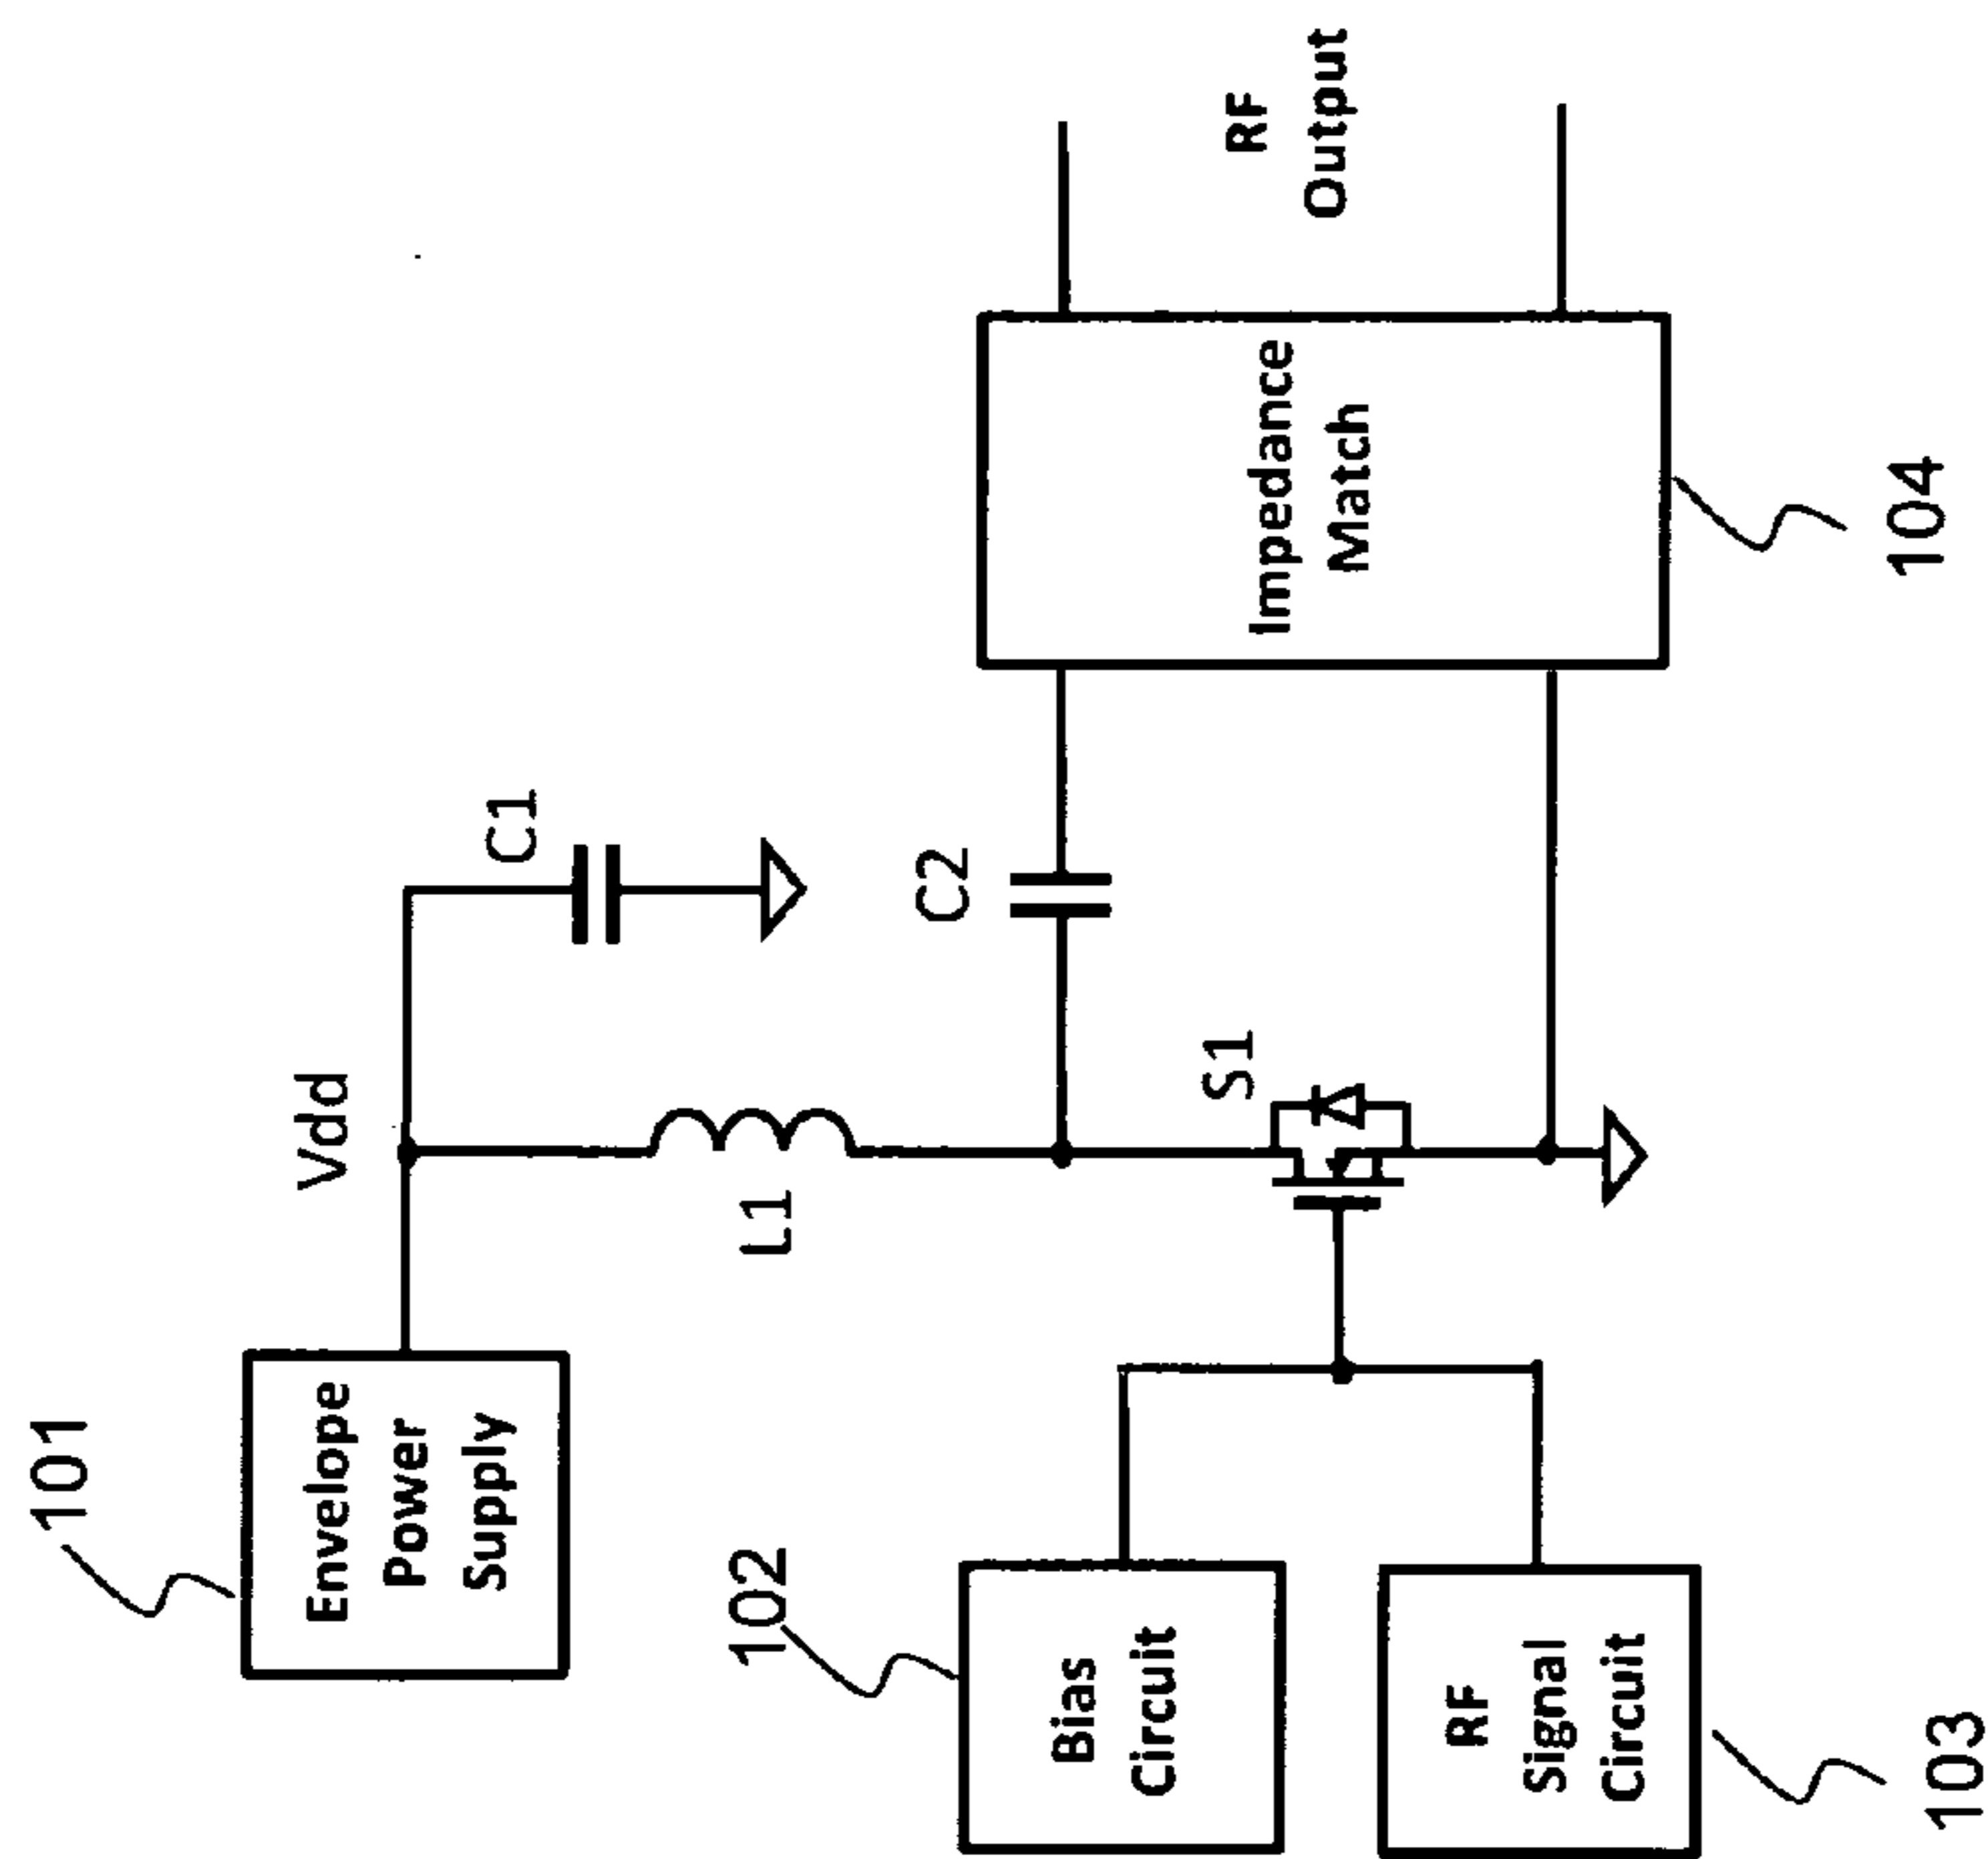 101
Envelope
Power
Supply
Vdd
C1
L1
C2
102
Bias
Circuit
S1
RF
Signal
Circuit
103
Impedance
Match
104
RF
Output